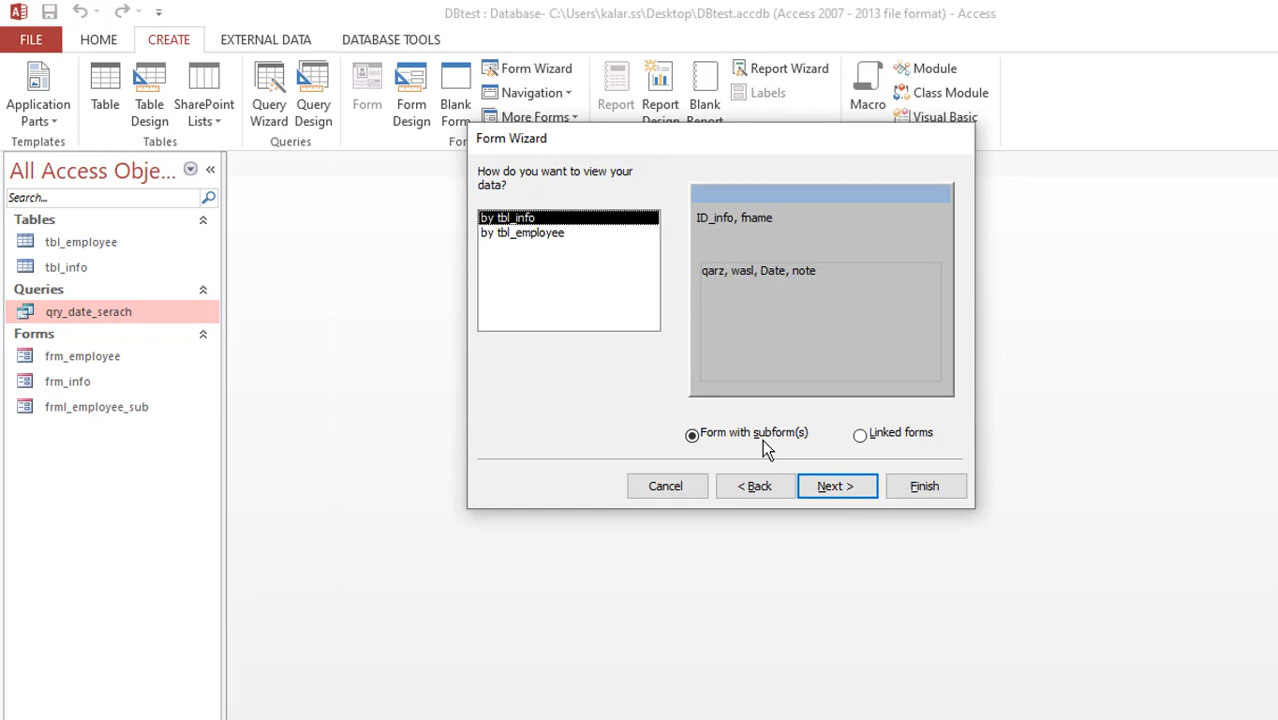 DBtest : Database- C:\Users\kalar.ss\Desktop\DBtest.accdb (Access 2007 - 2013 file format) - Access
FILE HOME CREATE EXTERNAL DATA DATABASE TOOLS
Application Parts
Table
Table Design
SharePoint Lists
Query Wizard
Query Design
Form
Form Design
Blank Form
Form Wizard
Navigation
More Forms
Report
Report Design
Blank Report
Report Wizard
Labels
Macro
Module
Class Module
Visual Basic
Templates
Tables
Queries
All Access Obje...
Search...
Tables
tbl_employee
tbl_info
Queries
qry_date_serach
Forms
frm_employee
frm_info
frml_employee_sub
Form Wizard
How do you want to view your
data?
by tbl_info
by tbl_employee
ID_info, fname
qarz, wasl, Date, note
Form with subform(s)
Linked forms
Cancel
< Back
Next >
Finish